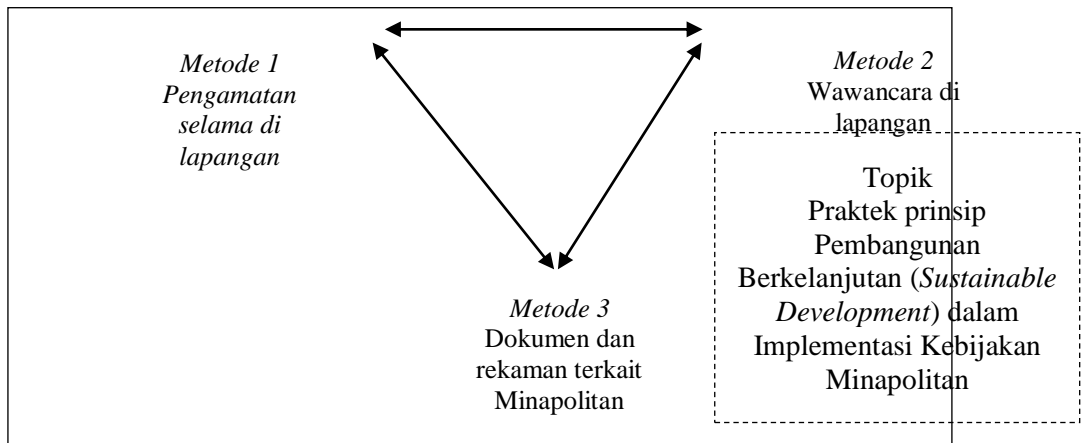 Metode 1
Pengamatan
selama di
lapangan
Metode 2
Wawancara di
lapangan
Topik
Praktek prinsip
Pembangunan
Berkelanjutan (Sustainable
Development) dalam
Implementasi Kebijakan
Minapolitan
Metode 3
Dokumen dan
rekaman terkait
Minapolitan